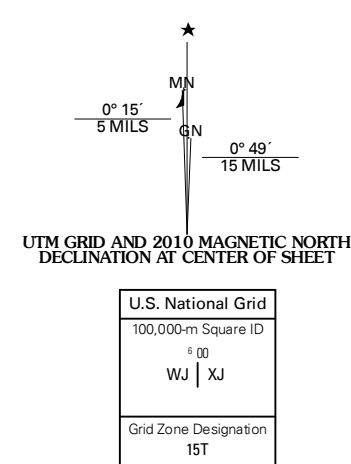 ★
MN
0° 15´
5 MILS
GN
0° 49´
15 MILS
UTM GRID AND 2010 MAGNETIC NORTH
DECLINATION AT CENTER OF SHEET
U.S. National Grid
100,000-m Square ID
6 00
WJ | XJ
Grid Zone Designation
15T